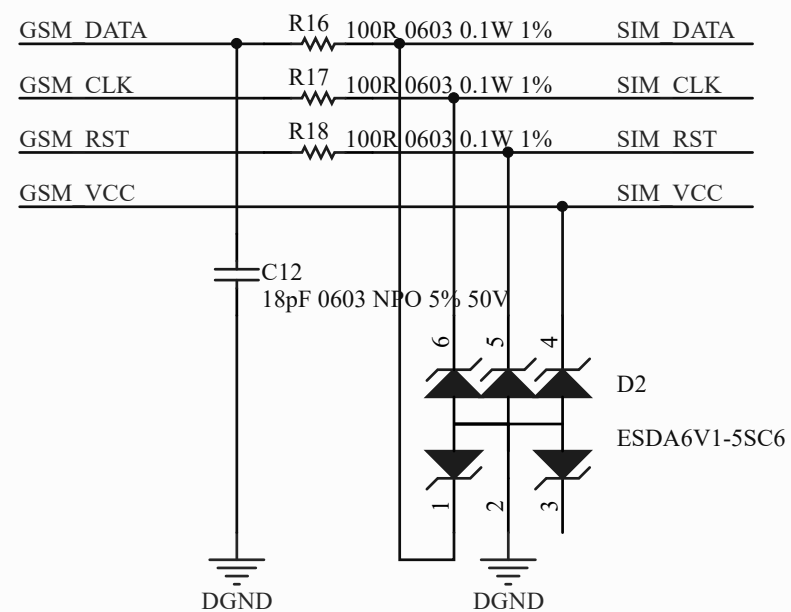 GSM_DATA R16 100R 0603 0.1W 1% SIM_DATA
GSM_CLK R17 100R 0603 0.1W 1% SIM_CLK
GSM_RST R18 100R 0603 0.1W 1% SIM_RST
GSM_VCC SIM_VCC
C12
18pF 0603 NPO 5% 50V
6 5 4
D2
ESDA6V1-5SC6
1 2 3
DGND DGND